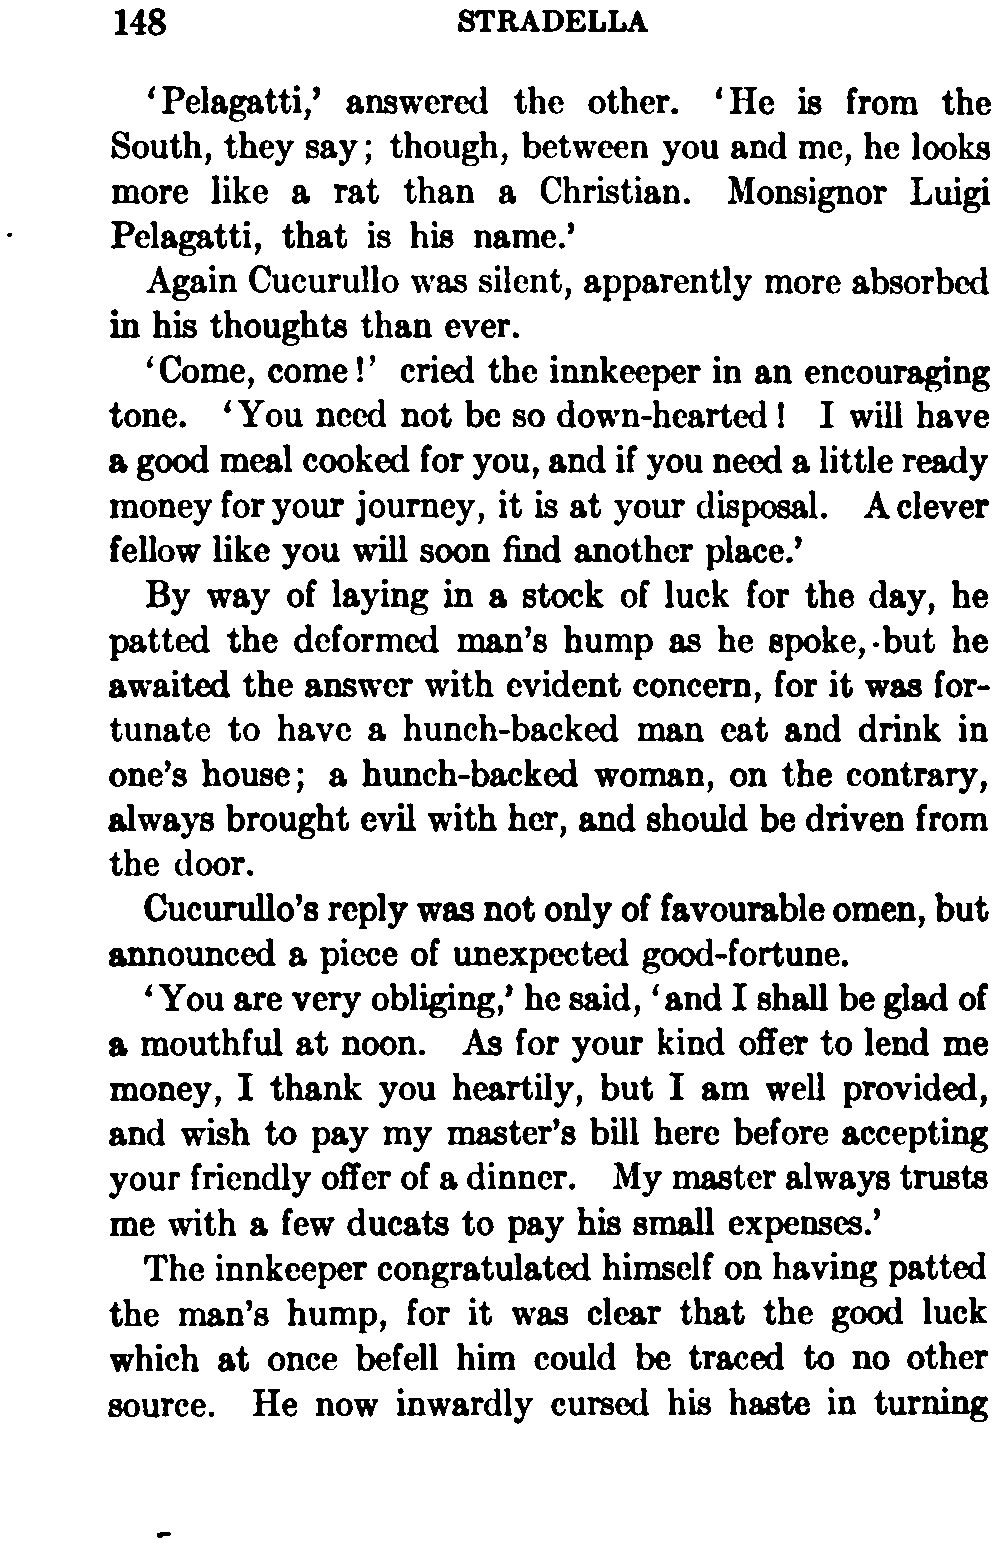 148 STRADELLA
‘Pelagatti,’ answered the other. ‘He is from the
South, they say; though, between you and me, he looks
more like a rat than a Christian. Monsignor Luigi
Pelagatti, that is his name.’
Again Cucurullo was silent, apparently more absorbed
in his thoughts than ever.
‘Come, come!’ cried the innkeeper in an encouraging
tone. ‘You need not be so down-hearted! I will have
a good meal cooked for you, and if you need a little ready
money for your journey, it is at your disposal. A clever
fellow like you will soon find another place.’
By way of laying in a stock of luck for the day, he
patted the deformed man’s hump as he spoke, but he
awaited the answer with evident concern, for it was for-
tunate to have a hunch-backed man eat and drink in
one’s house; a hunch-backed woman, on the contrary,
always brought evil with her, and should be driven from
the door.
Cucurullo’s reply was not only of favourable omen, but
announced a piece of unexpected good-fortune.
‘You are very obliging,’ he said, ‘and I shall be glad of
a mouthful at noon. As for your kind offer to lend me
money, I thank you heartily, but I am well provided,
and wish to pay my master’s bill here before accepting
your friendly offer of a dinner. My master always trusts
me with a few ducats to pay his small expenses.’
The innkeeper congratulated himself on having patted
the man’s hump, for it was clear that the good luck
which at once befell him could be traced to no other
source. He now inwardly cursed his haste in turning